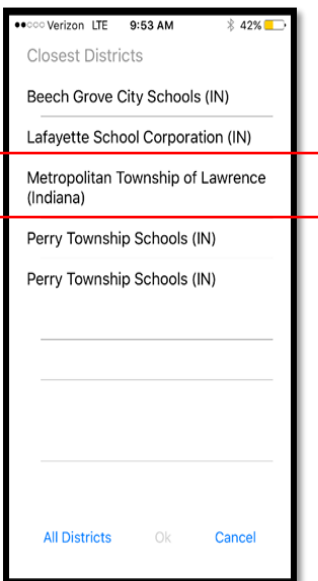 Verizon LTE 9:53 AM 42%
Closest Districts
Beech Grove City Schools (IN)
Lafayette School Corporation (IN)
Metropolitan Township of Lawrence
(Indiana)
Perry Township Schools (IN)
Perry Township Schools (IN)
All Districts Ok Cancel